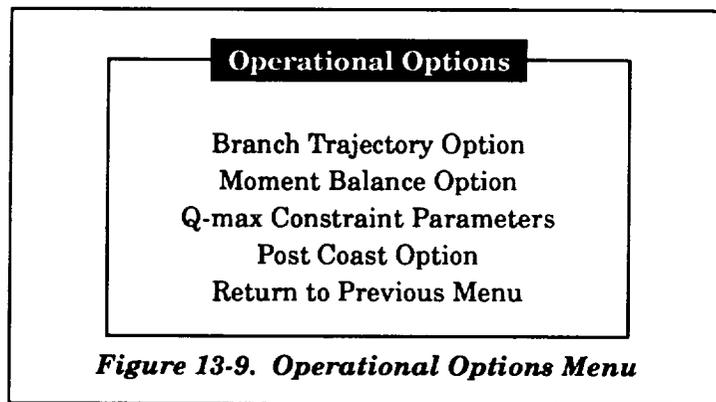 Operational Options
Branch Trajectory Option
Moment Balance Option
Q-max Constraint Parameters
Post Coast Option
Return to Previous Menu
Figure 13-9. Operational Options Menu